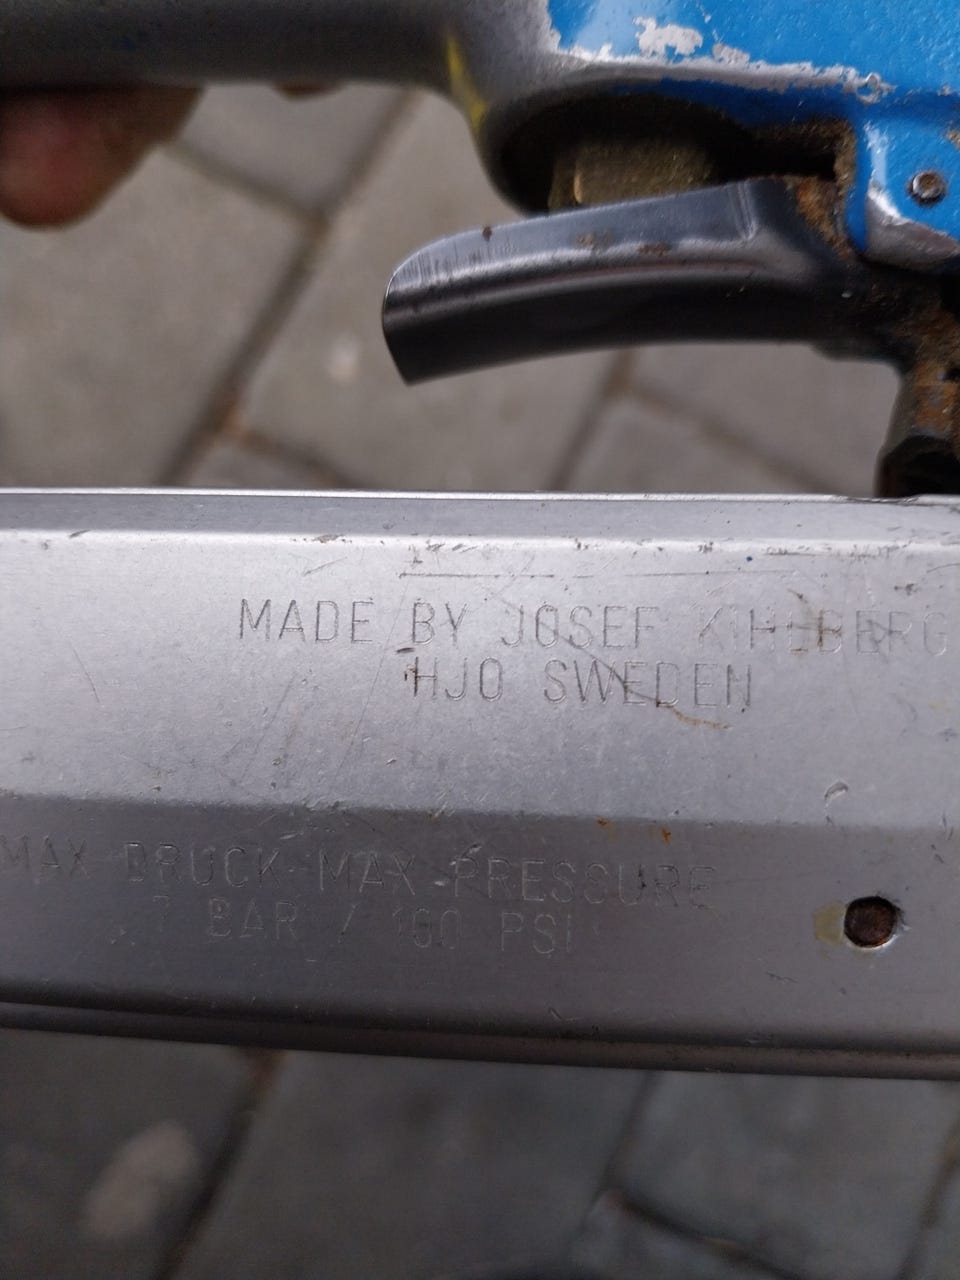 MADE BY JOSEF KIHLBERG
HJO SWEDEN
MAX DRUCK-MAX PRESSURE
7 BAR / 100 PSI